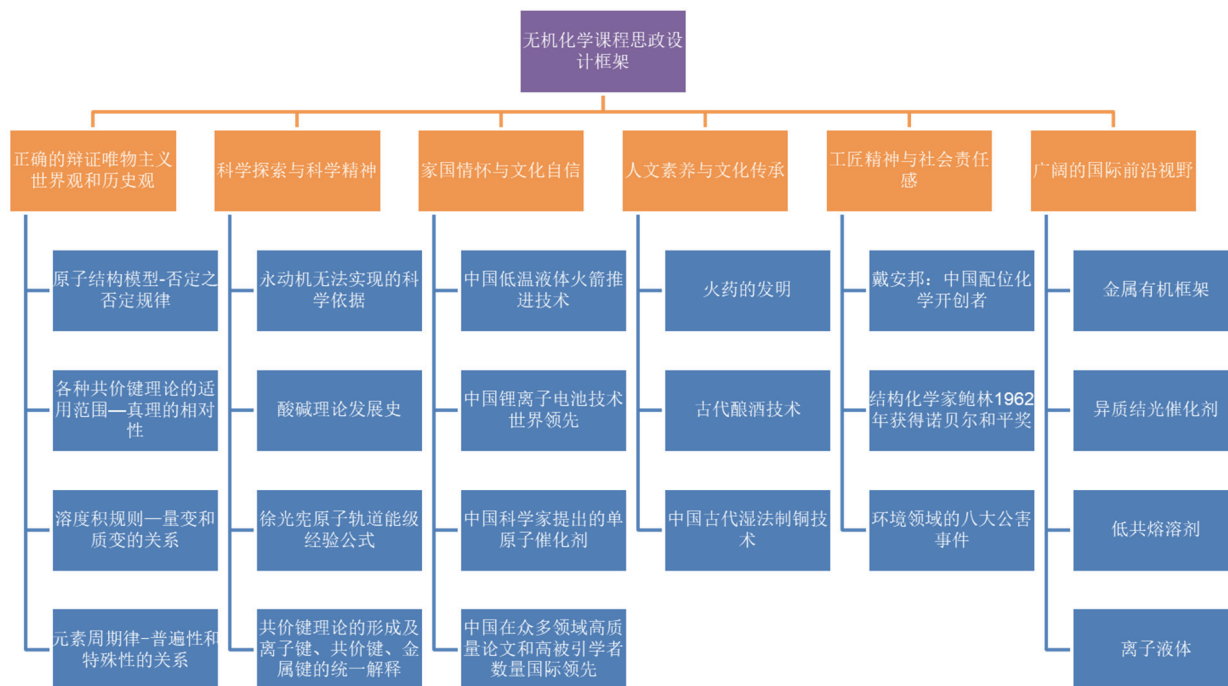 无机化学课程思政设
计框架
正确的辩证唯物主义
世界观和历史观
科学探索与科学精神
家国情怀与文化自信
人文素养与文化传承
工匠精神与社会责任
感
广阔的国际前沿视野
原子结构模型-否定之
否定规律
各种共价键理论的适
用范围—真理的相对
性
溶度积规则—量变和
质变的关系
元素周期律-普遍性和
特殊性的关系
永动机无法实现的科
学依据
酸碱理论发展史
徐光宪原子轨道能级
经验公式
共价键理论的形成及
离子键、共价键、金
属键的统一解释
中国低温液体火箭推
进技术
中国锂离子电池技术
世界领先
中国科学家提出的单
原子催化剂
中国在众多领域高质
量论文和高被引学者
数量国际领先
火药的发明
古代酿酒技术
中国古代湿法制铜技
术
戴安邦：中国配位化
学开创者
结构化学家鲍林1962
年获得诺贝尔和平奖
环境领域的八大公害
事件
金属有机框架
异质结光催化剂
低共熔溶剂
离子液体